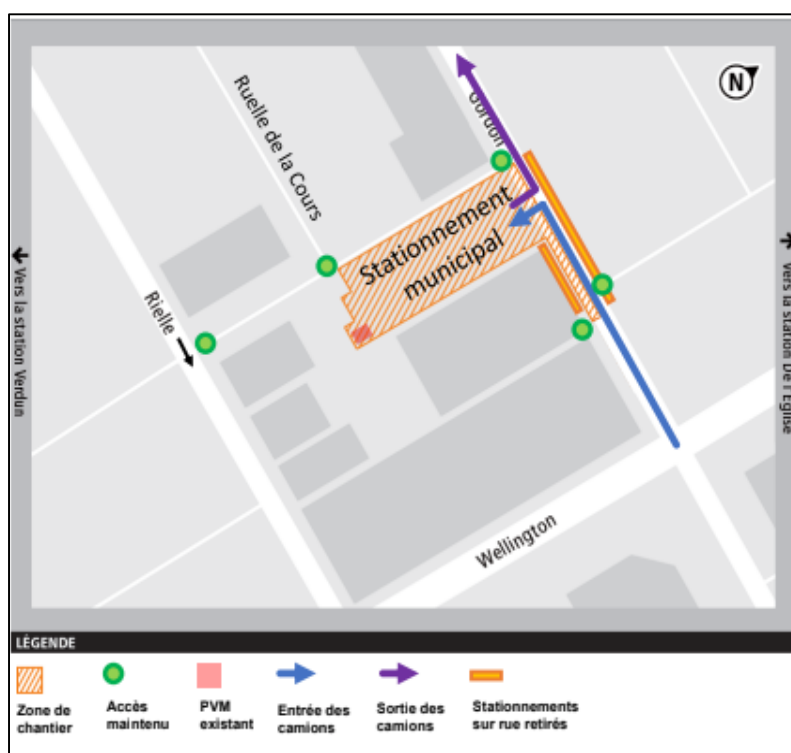 N
Ruelle de la Cours
Gordon
Stationnement
municipal
Rielle
Wellington
← Vers la station Verdun
→ Vers la station De l'Église
LÉGENDE
Zone de
chantier
Accès
maintenu
PVM
existant
Entrée des
camions
Sortie des
camions
Stationnements
sur rue retirés